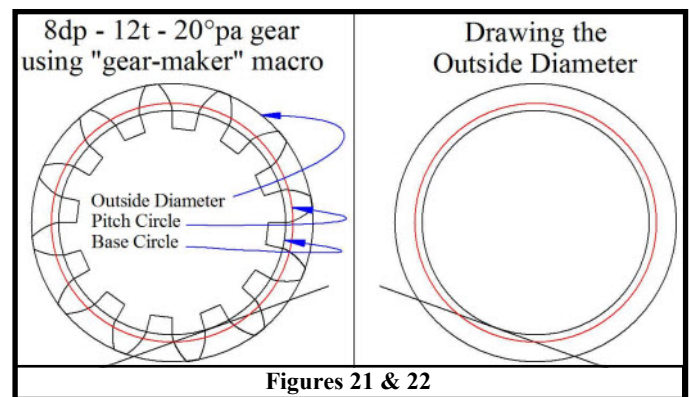 8dp - 12t - 20°pa gear
using "gear-maker" macro
Outside Diameter
Pitch Circle
Base Circle
Drawing the
Outside Diameter
Figures 21 & 22